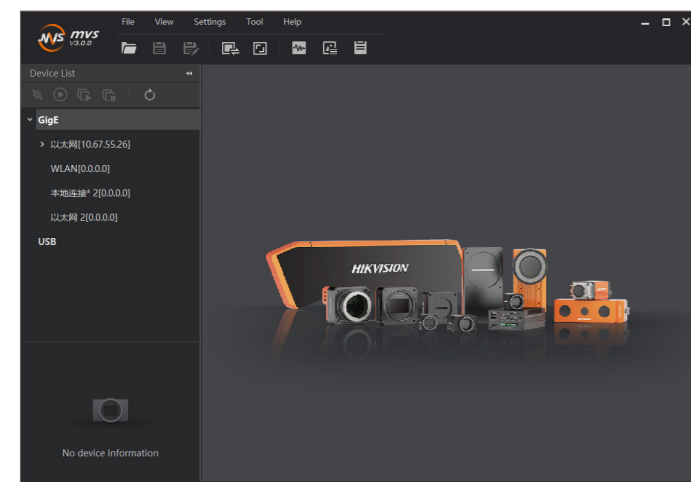 MVS mvs
V3.0.0
File View Settings Tool Help
Device List
GigE
以太网[10.67.55.26]
WLAN[0.0.0.0]
本地连接* 2[0.0.0.0]
以太网 2[0.0.0.0]
USB
HIKVISION
No device information